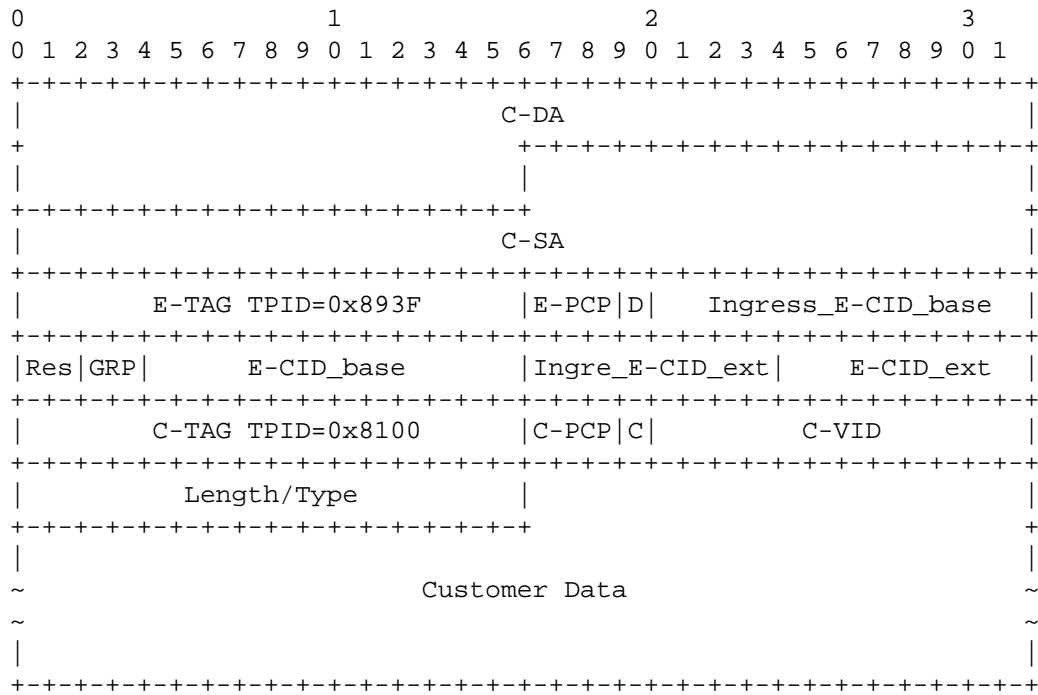 0                   1                   2                   3
0 1 2 3 4 5 6 7 8 9 0 1 2 3 4 5 6 7 8 9 0 1 2 3 4 5 6 7 8 9 0 1
+-+-+-+-+-+-+-+-+-+-+-+-+-+-+-+-+-+-+-+-+-+-+-+-+-+-+-+-+-+-+-+-+
|                              C-DA                             |
+                               +-+-+-+-+-+-+-+-+-+-+-+-+-+-+-+-+
|                               |                               |
+-+-+-+-+-+-+-+-+-+-+-+-+-+-+-+-+                               +
|                              C-SA                             |
+-+-+-+-+-+-+-+-+-+-+-+-+-+-+-+-+-+-+-+-+-+-+-+-+-+-+-+-+-+-+-+-+
|        E-TAG TPID=0x893F      |E-PCP|D|   Ingress_E-CID_base  |
+-+-+-+-+-+-+-+-+-+-+-+-+-+-+-+-+-+-+-+-+-+-+-+-+-+-+-+-+-+-+-+-+
|Res|GRP|      E-CID_base       |Ingre_E-CID_ext|    E-CID_ext  |
+-+-+-+-+-+-+-+-+-+-+-+-+-+-+-+-+-+-+-+-+-+-+-+-+-+-+-+-+-+-+-+-+
|        C-TAG TPID=0x8100      |C-PCP|C|         C-VID         |
+-+-+-+-+-+-+-+-+-+-+-+-+-+-+-+-+-+-+-+-+-+-+-+-+-+-+-+-+-+-+-+-+
|          Length/Type          |                               |
+-+-+-+-+-+-+-+-+-+-+-+-+-+-+-+-+                               +
|                                                               |
~                         Customer Data                         ~
~                                                               ~
|                                                               |
+-+-+-+-+-+-+-+-+-+-+-+-+-+-+-+-+-+-+-+-+-+-+-+-+-+-+-+-+-+-+-+-+